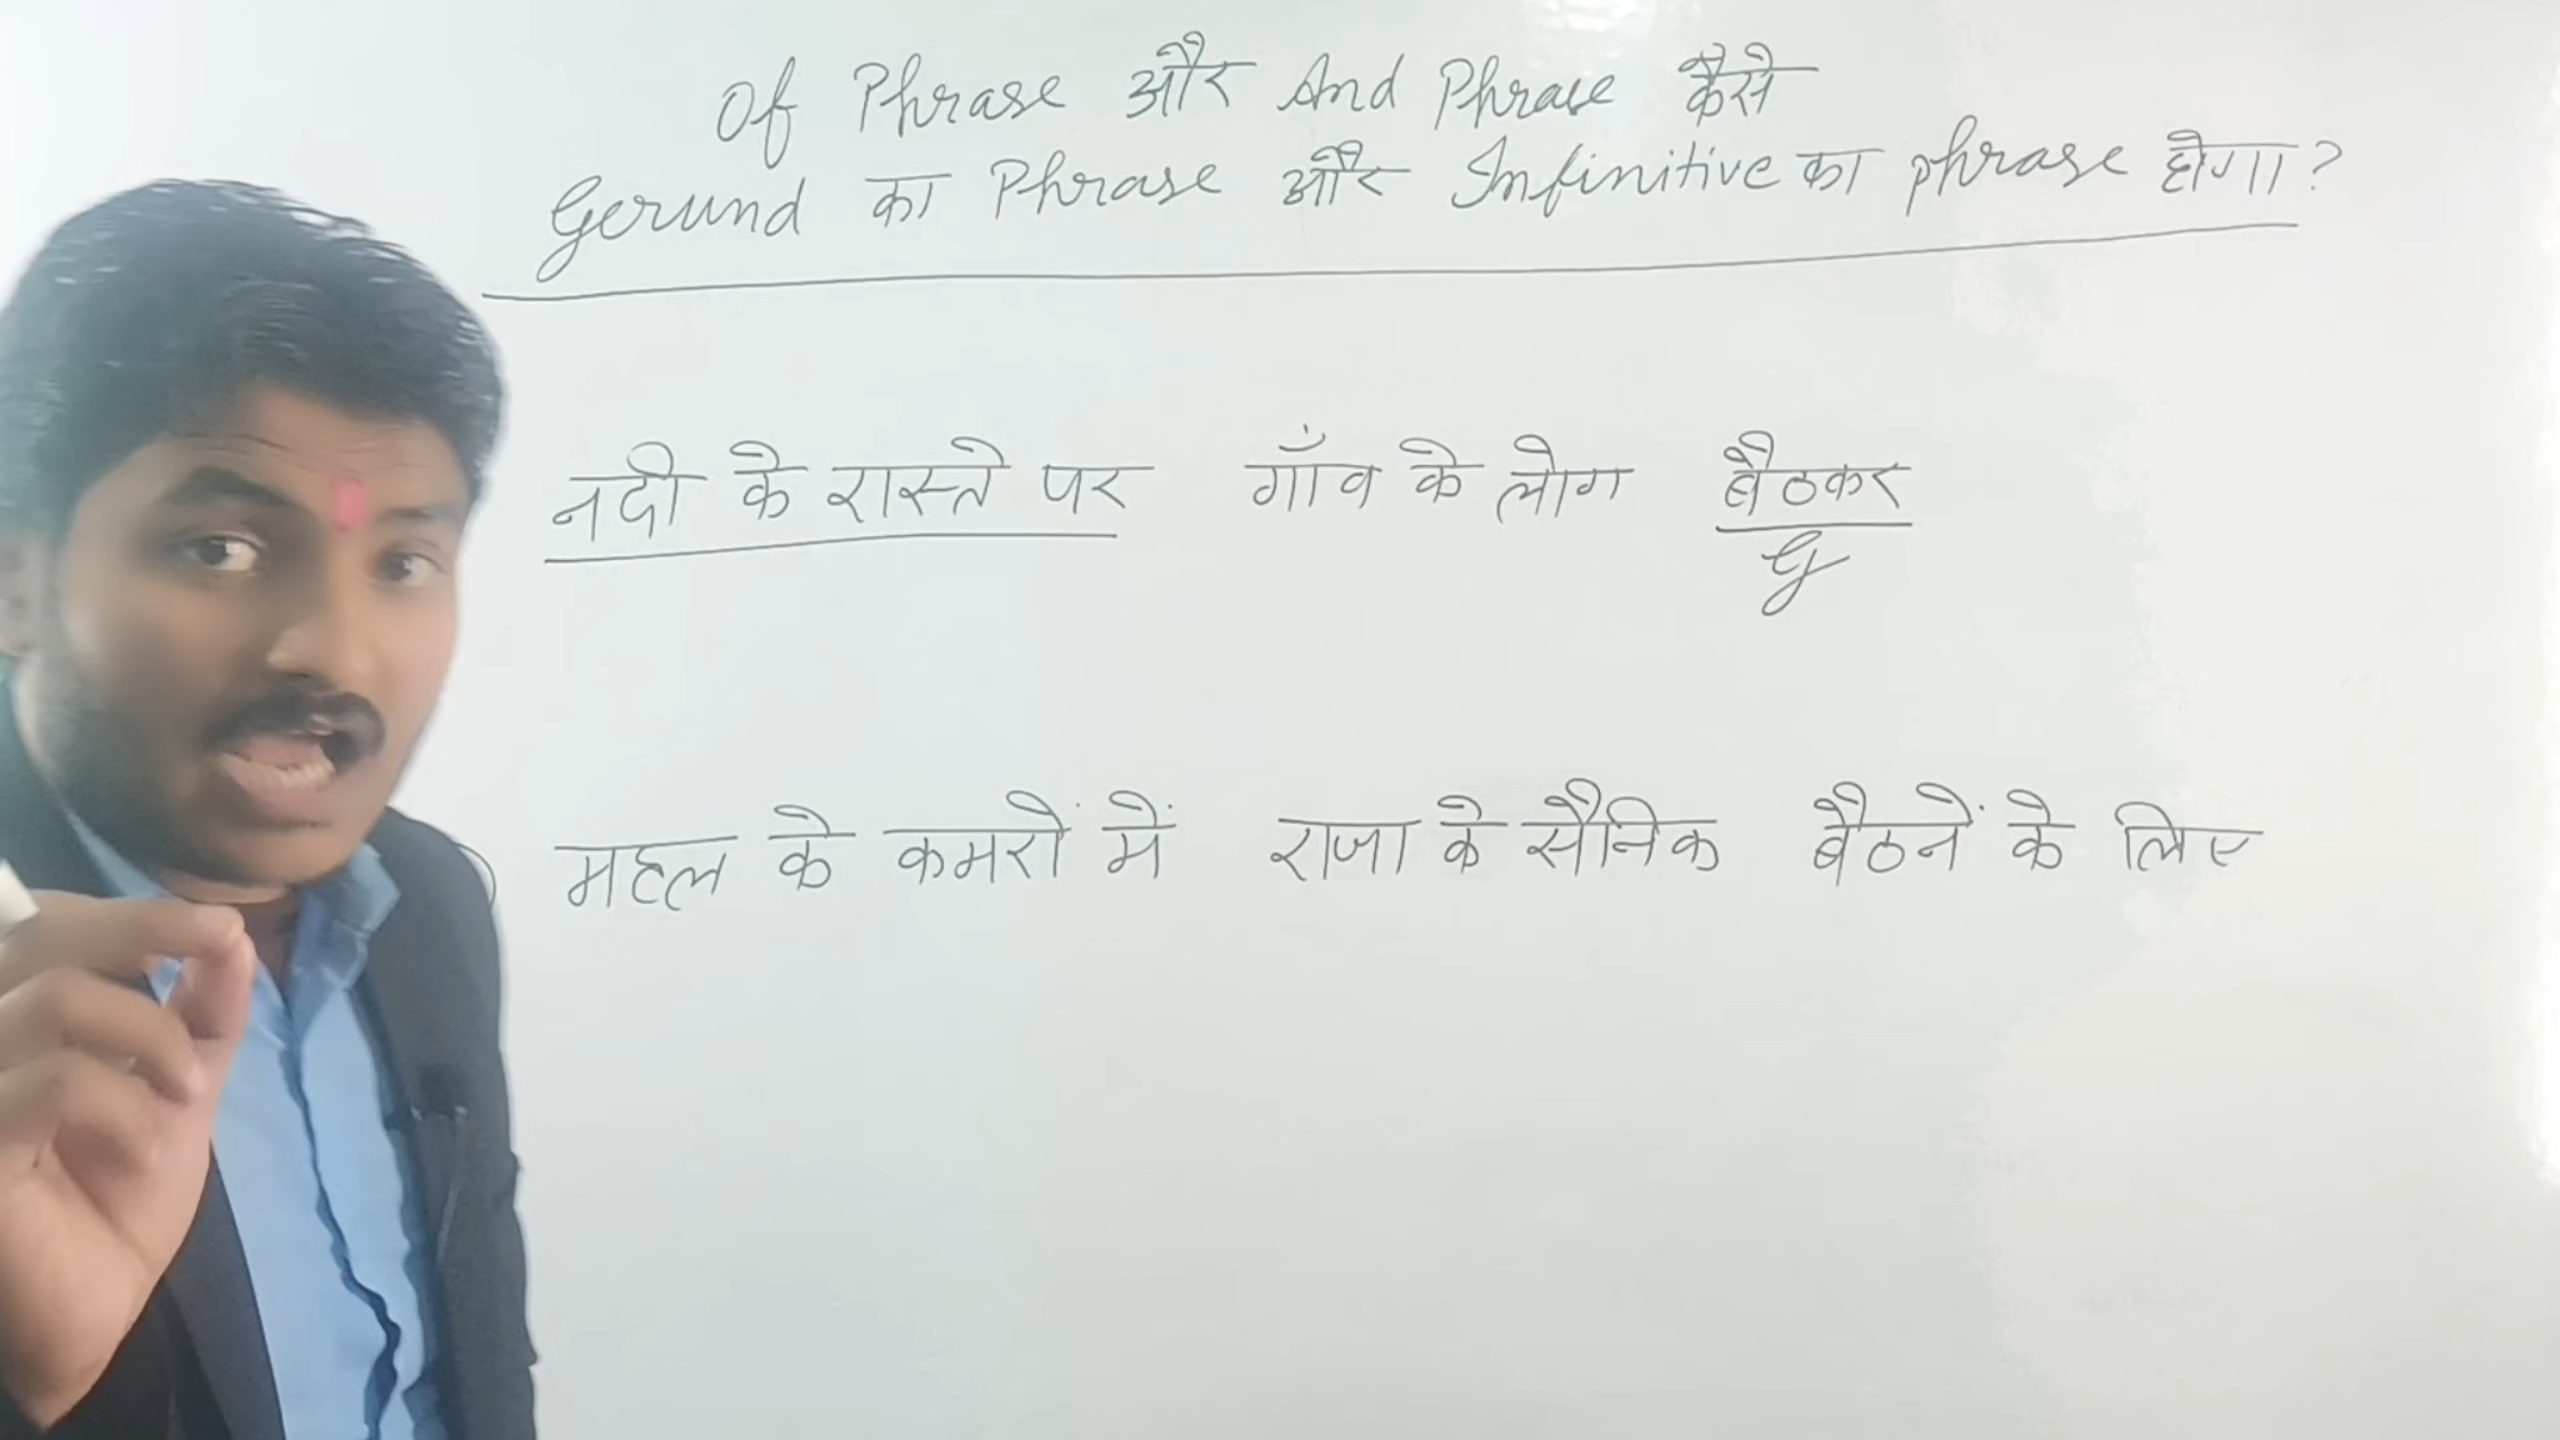 Of Phrase और And Phrase कैसे
Gerund का Phrase और Infinitive का phrase होगा?
नदी के रास्ते पर गाँव के लोग बैठकर
G
महल के कमरों में राजा के सैनिक बैठनें के लिए